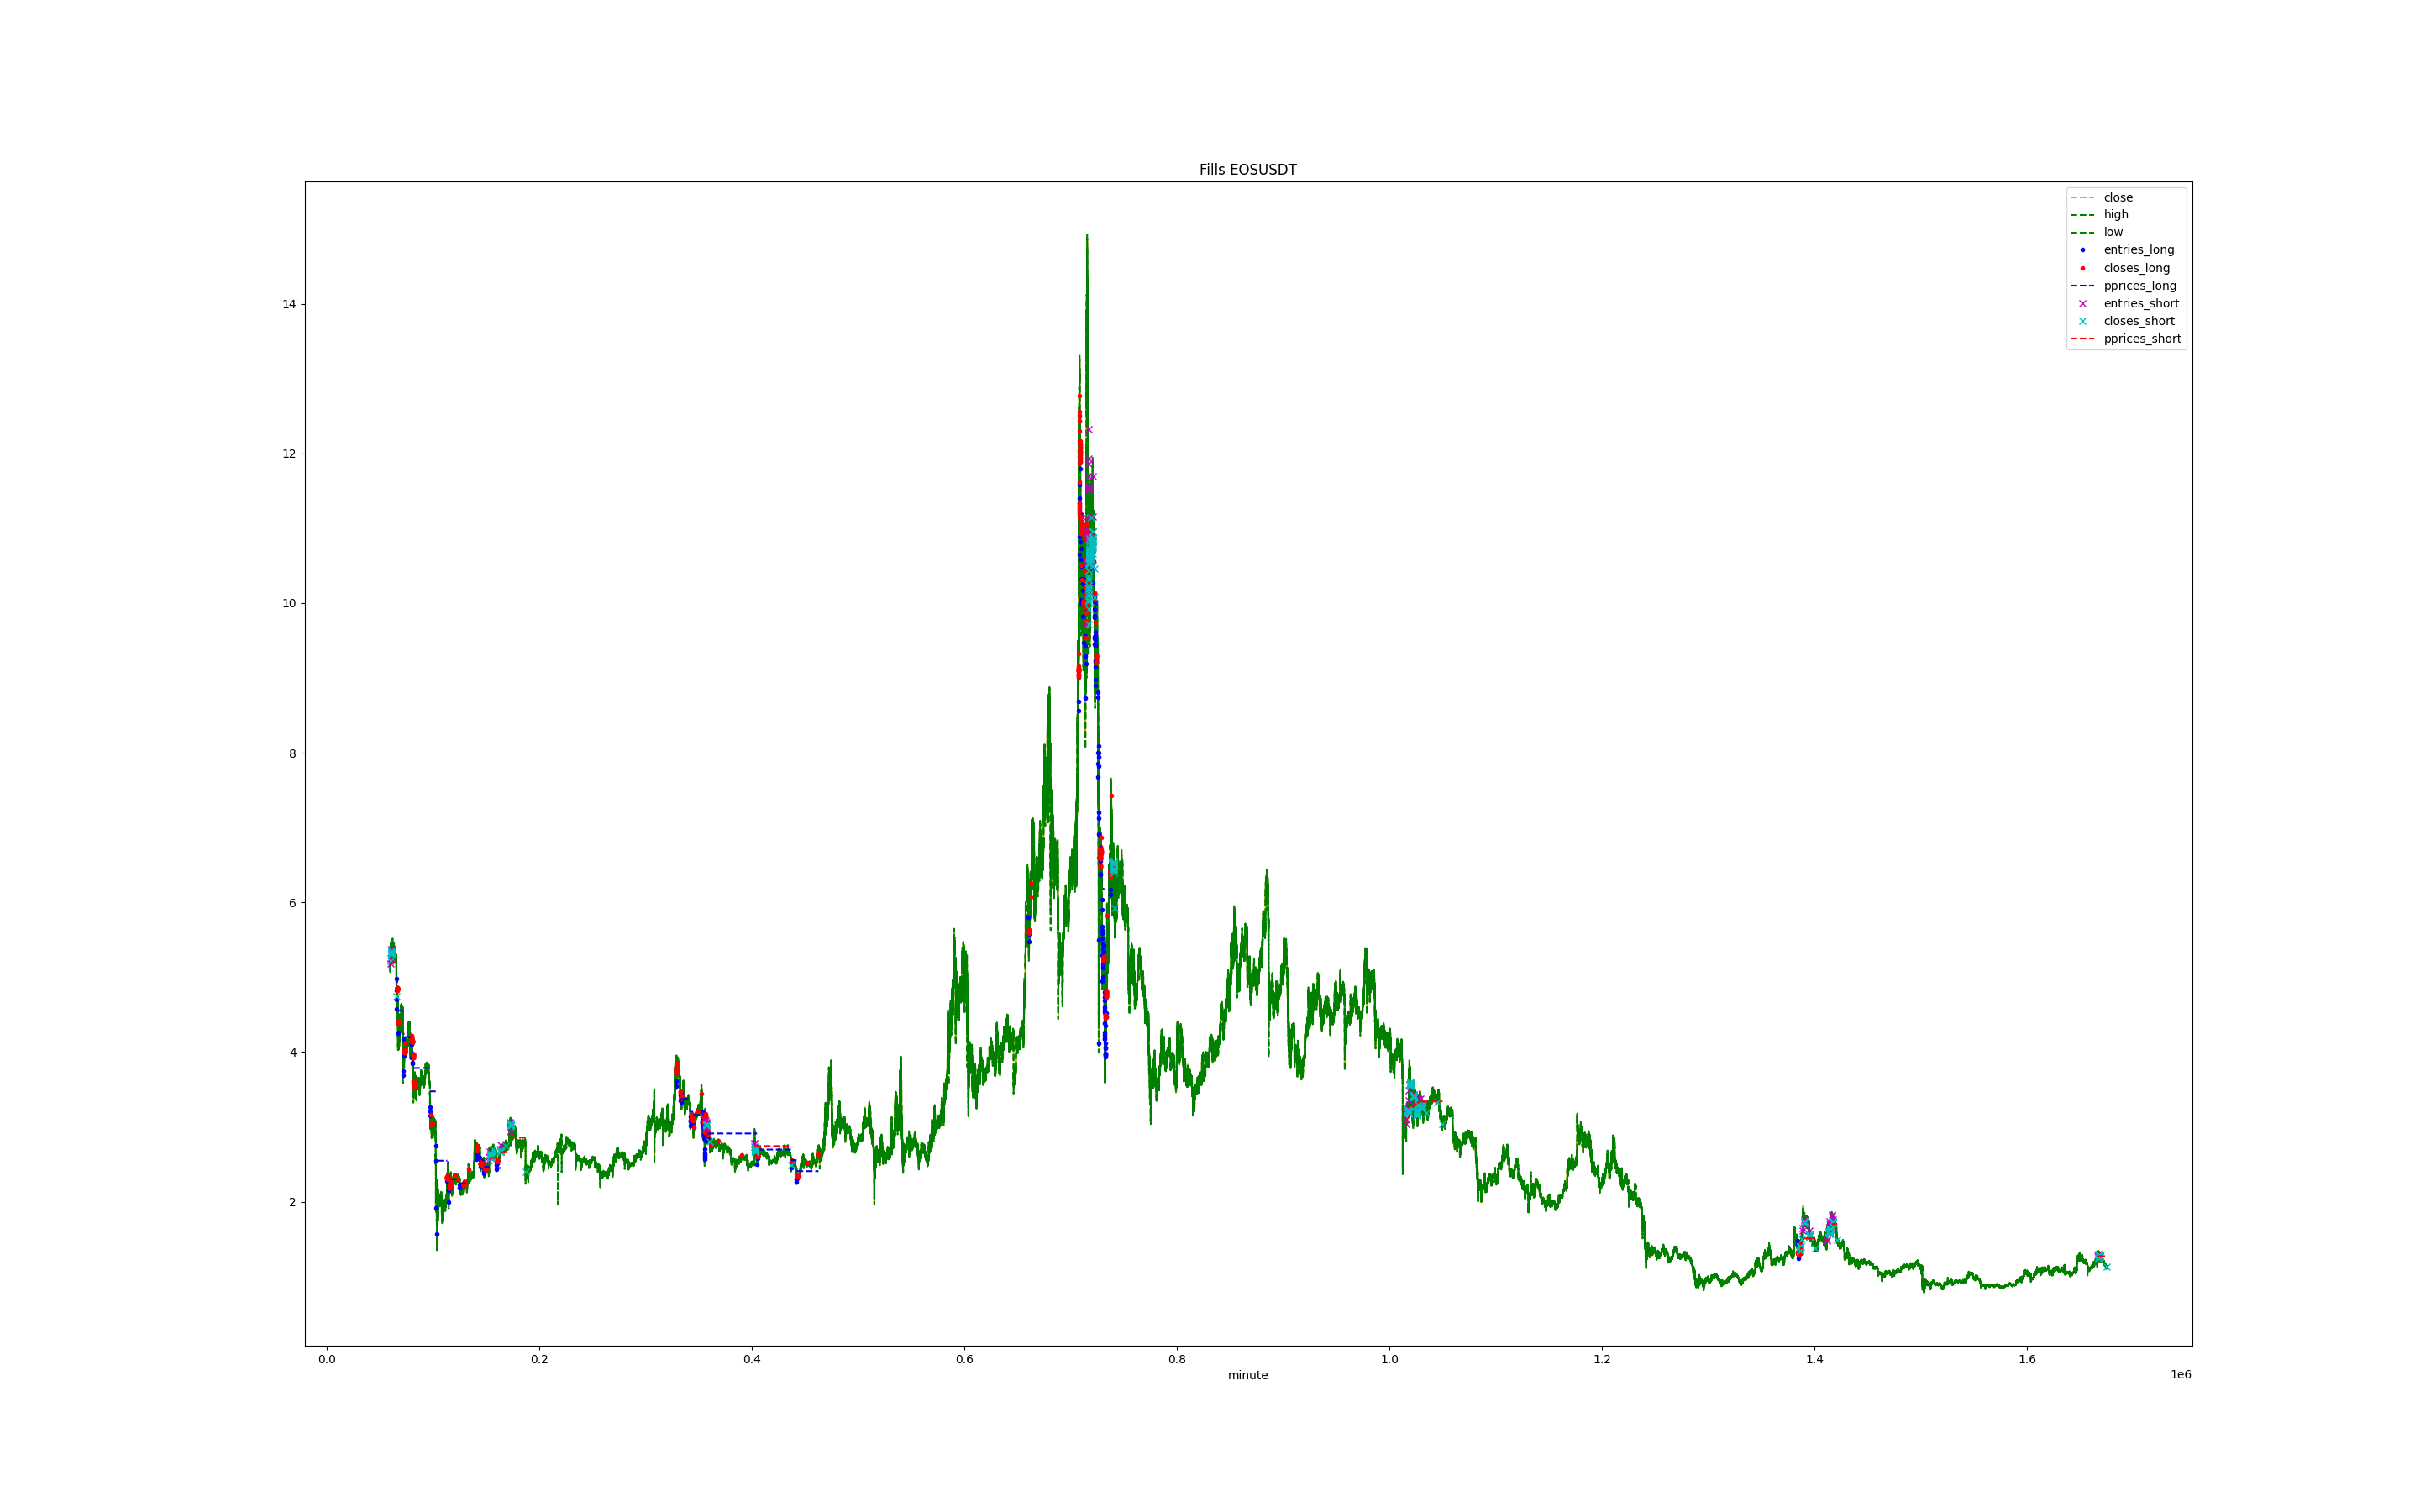 Fills EOSUSDT
close
high
low
entries_long
closes_long
pprices_long
entries_short
closes_short
pprices_short
14
12
10
8
6
4
2
0.0 0.2 0.4 0.6 0.8 1.0 1.2 1.4 1.6
minute
1e6